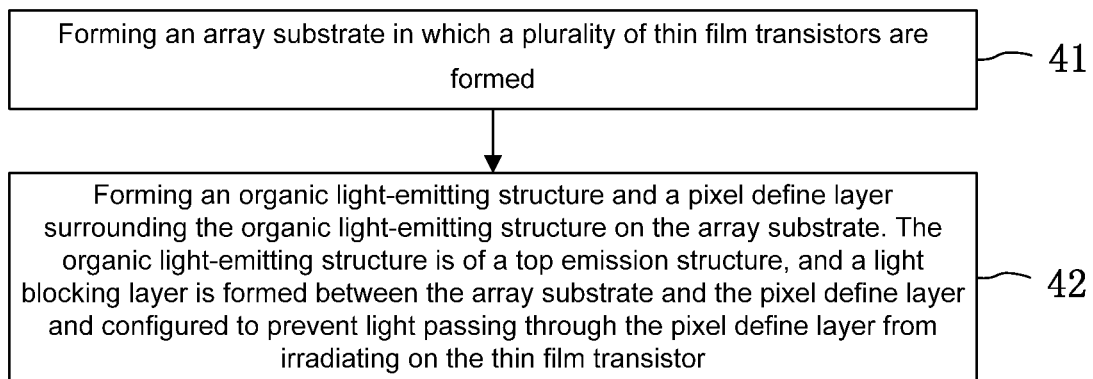 Forming an array substrate in which a plurality of thin film transistors are
formed
41
Forming an organic light-emitting structure and a pixel define layer
surrounding the organic light-emitting structure on the array substrate. The
organic light-emitting structure is of a top emission structure, and a light
blocking layer is formed between the array substrate and the pixel define layer
and configured to prevent light passing through the pixel define layer from
irradiating on the thin film transistor
42